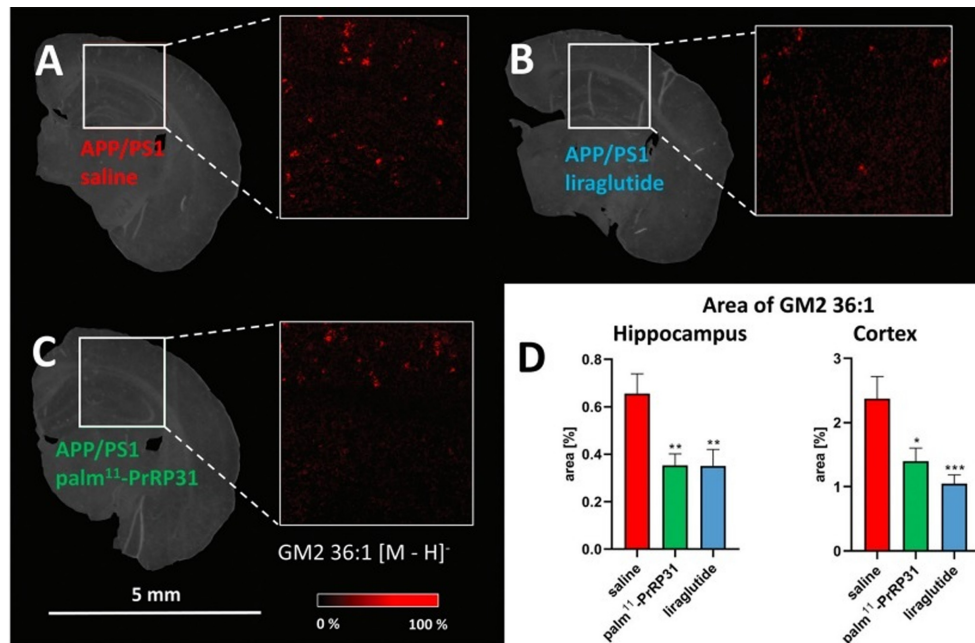 A
APP/PS1
saline
B
APP/PS1
liraglutide
C
APP/PS1
palm¹¹-PrRP31
GM2 36:1 [M - H]⁻
5 mm
0 %
100 %
D
Area of GM2 36:1
Hippocampus
area [%]
0.8
0.6
0.4
0.2
0.0
**
**
saline
palm¹¹-PrRP31
liraglutide
Cortex
area [%]
3
2
1
0
*
***
saline
palm¹¹-PrRP31
liraglutide